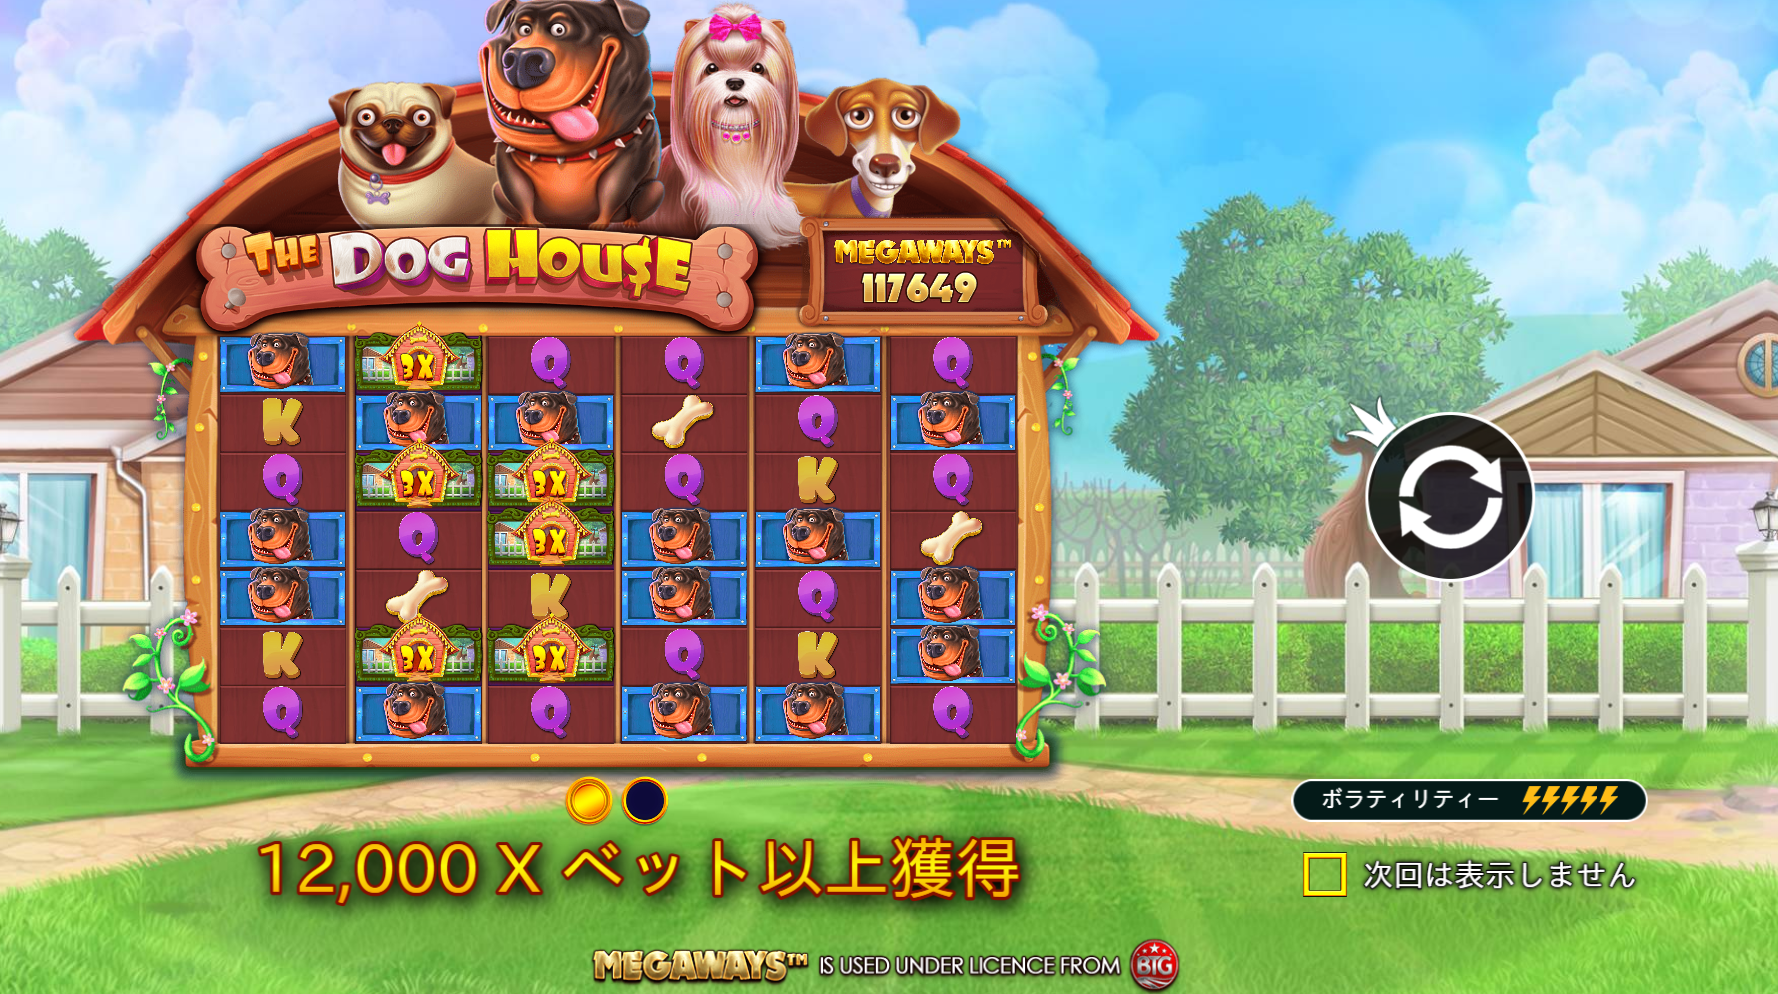 THE DOG HOU$E
MEGAWAYS™
117649
3X Q Q Q
K Q
Q 3X 3X Q K Q
Q 3X
K Q
K 3X 3X Q K
Q Q Q
ボラティリティー
12,000 X ベット以上獲得
次回は表示しません
MEGAWAYS™ IS USED UNDER LICENCE FROM BTG